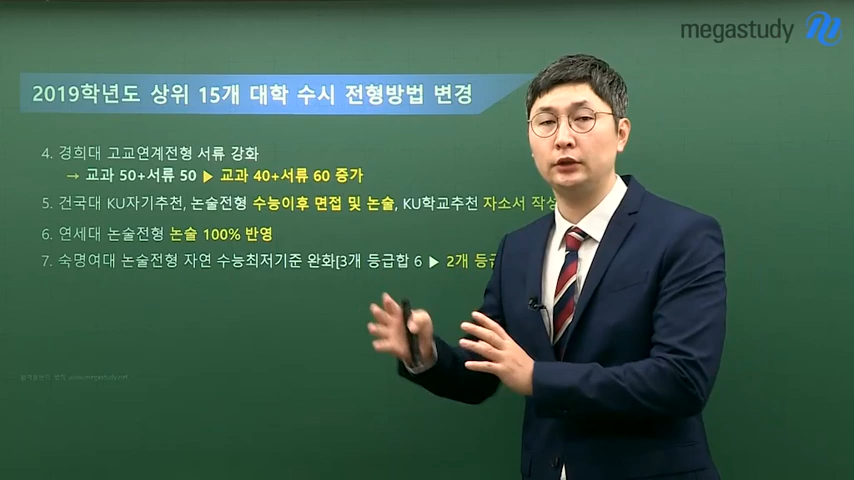 megastudy
2019학년도 상위 15개 대학 수시 전형방법 변경
4. 경희대 고교연계전형 서류 강화
→ 교과 50+서류 50 ▶ 교과 40+서류 60 증가
5. 건국대 KU자기추천, 논술전형 수능이후 면접 및 논술, KU학교추천 자소서 작성
6. 연세대 논술전형 논술 100% 반영
7. 숙명여대 논술전형 자연 수능최저기준 완화[3개 등급합 6 ▶ 2개 등급